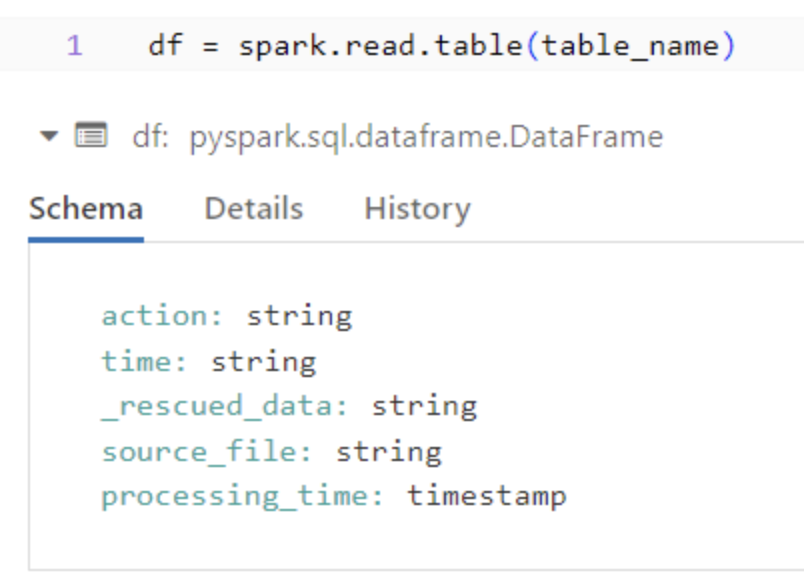 1 df = spark.read.table(table_name)
df: pyspark.sql.dataframe.DataFrame
Schema Details History
action: string
time: string
_rescued_data: string
source_file: string
processing_time: timestamp